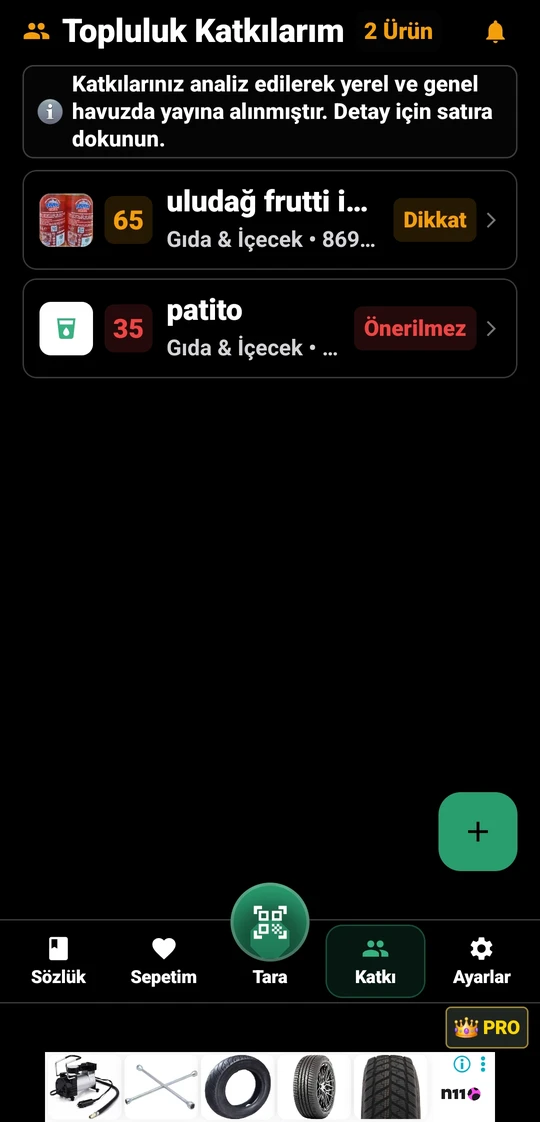 Topluluk Katkılarım
2 Ürün
Katkılarınız analiz edilerek yerel ve genel
havuzda yayına alınmıştır. Detay için satıra
dokunun.
65
uludağ frutti i...
Gıda & İçecek • 869...
Dikkat
35
patito
Gıda & İçecek • ...
Önerilmez
Sözlük
Sepetim
Tara
Katkı
Ayarlar
PRO
n11